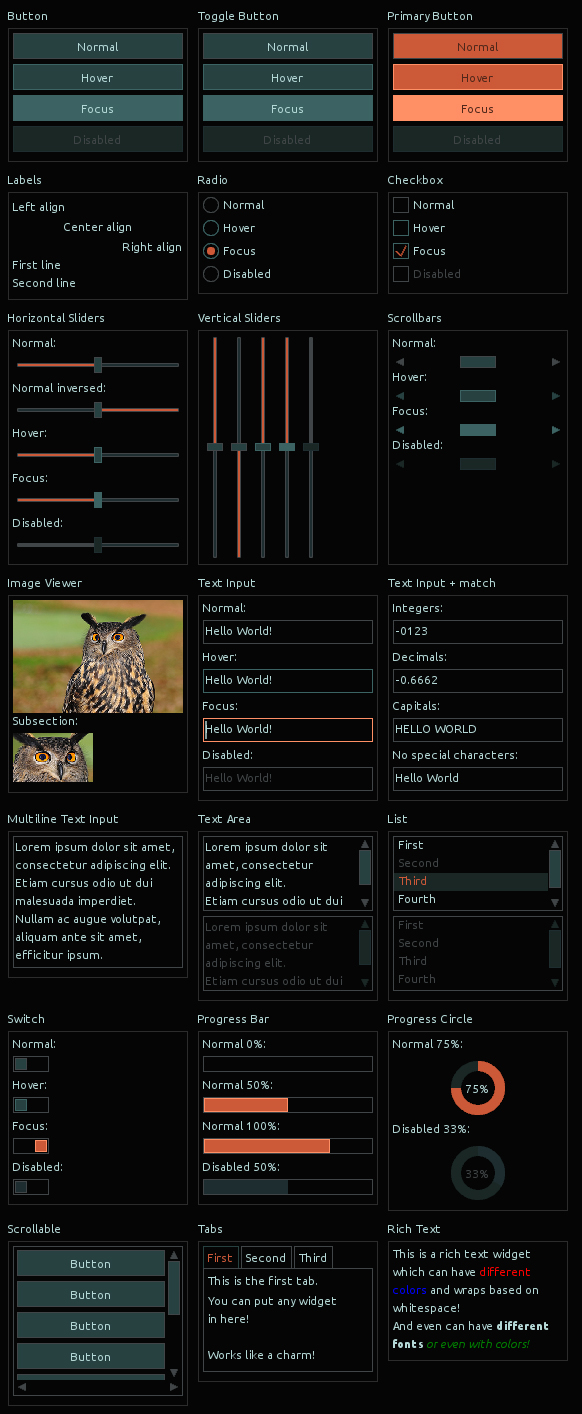 Button
Normal
Hover
Focus
Disabled
Toggle Button
Normal
Hover
Focus
Disabled
Primary Button
Normal
Hover
Focus
Disabled
Labels
Left align
Center align
Right align
First line
Second line
Radio
Normal
Hover
Focus
Disabled
Checkbox
Normal
Hover
Focus
Disabled
Horizontal Sliders
Normal:
Normal inversed:
Hover:
Focus:
Disabled:
Vertical Sliders
Scrollbars
Normal:
Hover:
Focus:
Disabled:
Image Viewer
Subsection:
Text Input
Normal:
Hello World!
Hover:
Hello World!
Focus:
Hello World!
Disabled:
Hello World!
Text Input + match
Integers:
-0123
Decimals:
-0.6662
Capitals:
HELLO WORLD
No special characters:
Hello World
Multiline Text Input
Lorem ipsum dolor sit amet,
consectetur adipiscing elit.
Etiam cursus odio ut dui
malesuada imperdiet.
Nullam ac augue volutpat,
aliquam ante sit amet,
efficitur ipsum.
Text Area
Lorem ipsum dolor sit
amet, consectetur
adipiscing elit.
Etiam cursus odio ut dui
Lorem ipsum dolor sit
amet, consectetur
adipiscing elit.
Etiam cursus odio ut dui
List
First
Second
Third
Fourth
First
Second
Third
Fourth
Switch
Normal:
Hover:
Focus:
Disabled:
Progress Bar
Normal 0%:
Normal 50%:
Normal 100%:
Disabled 50%:
Progress Circle
Normal 75%:
75%
Disabled 33%:
33%
Scrollable
Button
Button
Button
Button
Tabs
First Second Third
This is the first tab.
You can put any widget
in here!
Works like a charm!
Rich Text
This is a rich text widget
which can have different
colors and wraps based on
whitespace!
And even can have different
fonts or even with colors!